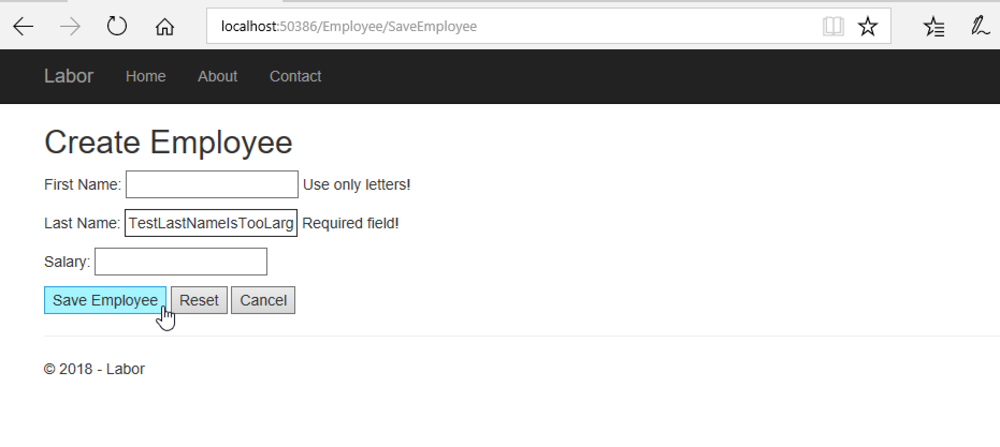 localhost:50386/Employee/SaveEmployee
Labor Home About Contact
Create Employee
First Name: Use only letters!
Last Name: TestLastNameIsTooLarg Required field!
Salary:
Save Employee Reset Cancel
© 2018 - Labor